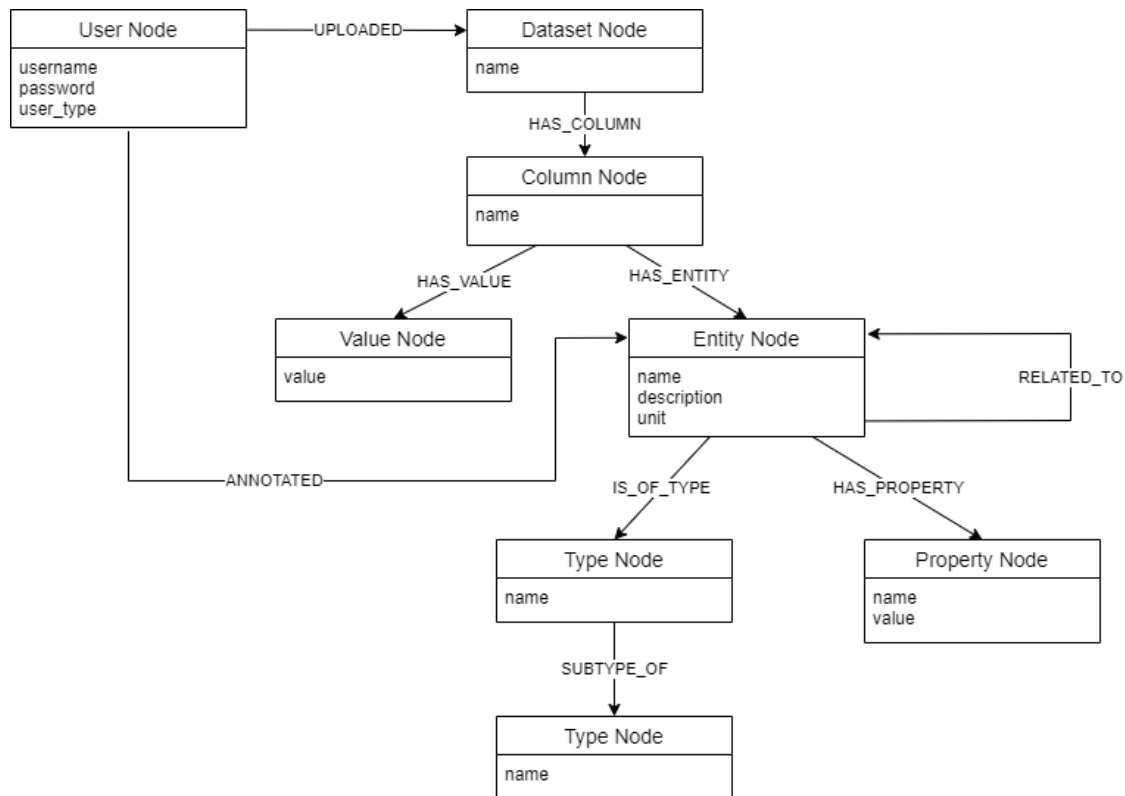 User Node
username
password
user_type
UPLOADED
Dataset Node
name
HAS_COLUMN
Column Node
name
HAS_VALUE
HAS_ENTITY
Value Node
value
Entity Node
name
description
unit
RELATED_TO
ANNOTATED
IS_OF_TYPE
HAS_PROPERTY
Type Node
name
Property Node
name
value
SUBTYPE_OF
Type Node
name